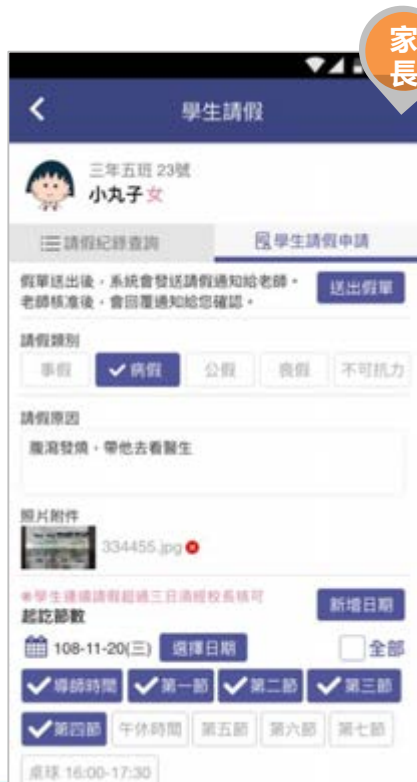 家
長
學生請假
三年五班 23號
小丸子 女
請假紀錄查詢
學生請假申請
假單送出後，系統會發送請假通知給老師。
老師核准後，會回覆通知給您確認。
送出假單
請假類別
事假
病假
公假
喪假
不可抗力
請假原因
腹瀉發燒，帶他去看醫生
照片附件
334455.jpg
※學生連續請假超過三日須經校長核可
新增日期
起訖節數
108-11-20(三)
選擇日期
全部
導師時間
第一節
第二節
第三節
第四節
午休時間
第五節
第六節
第七節
桌球 16:00-17:30